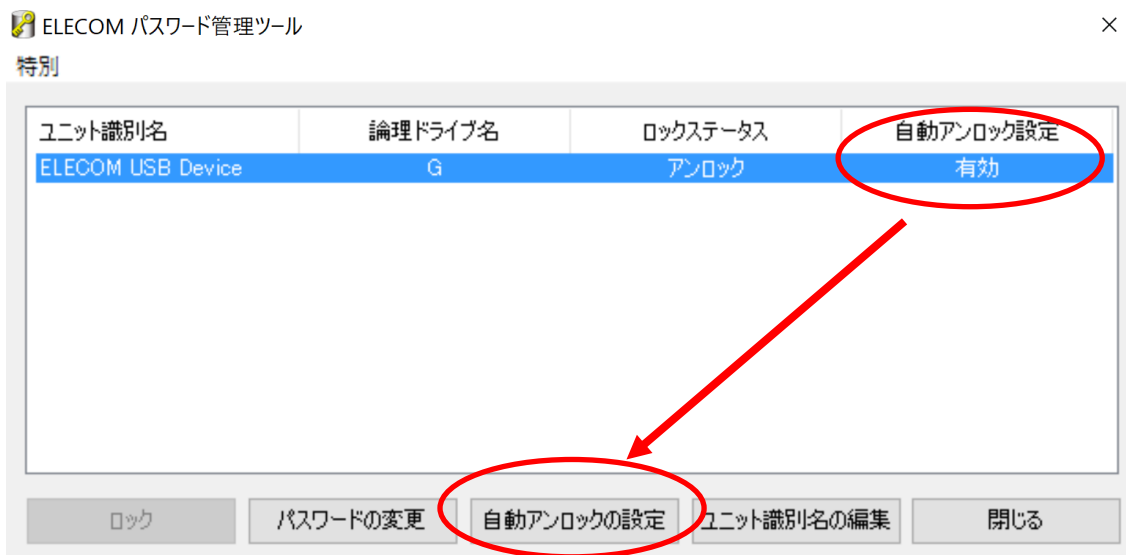 ELECOM パスワード管理ツール
特別
ユニット識別名 論理ドライブ名 ロックステータス 自動アンロック設定
ELECOM USB Device G アンロック 有効
ロック パスワードの変更 自動アンロックの設定 ユニット識別名の編集 閉じる